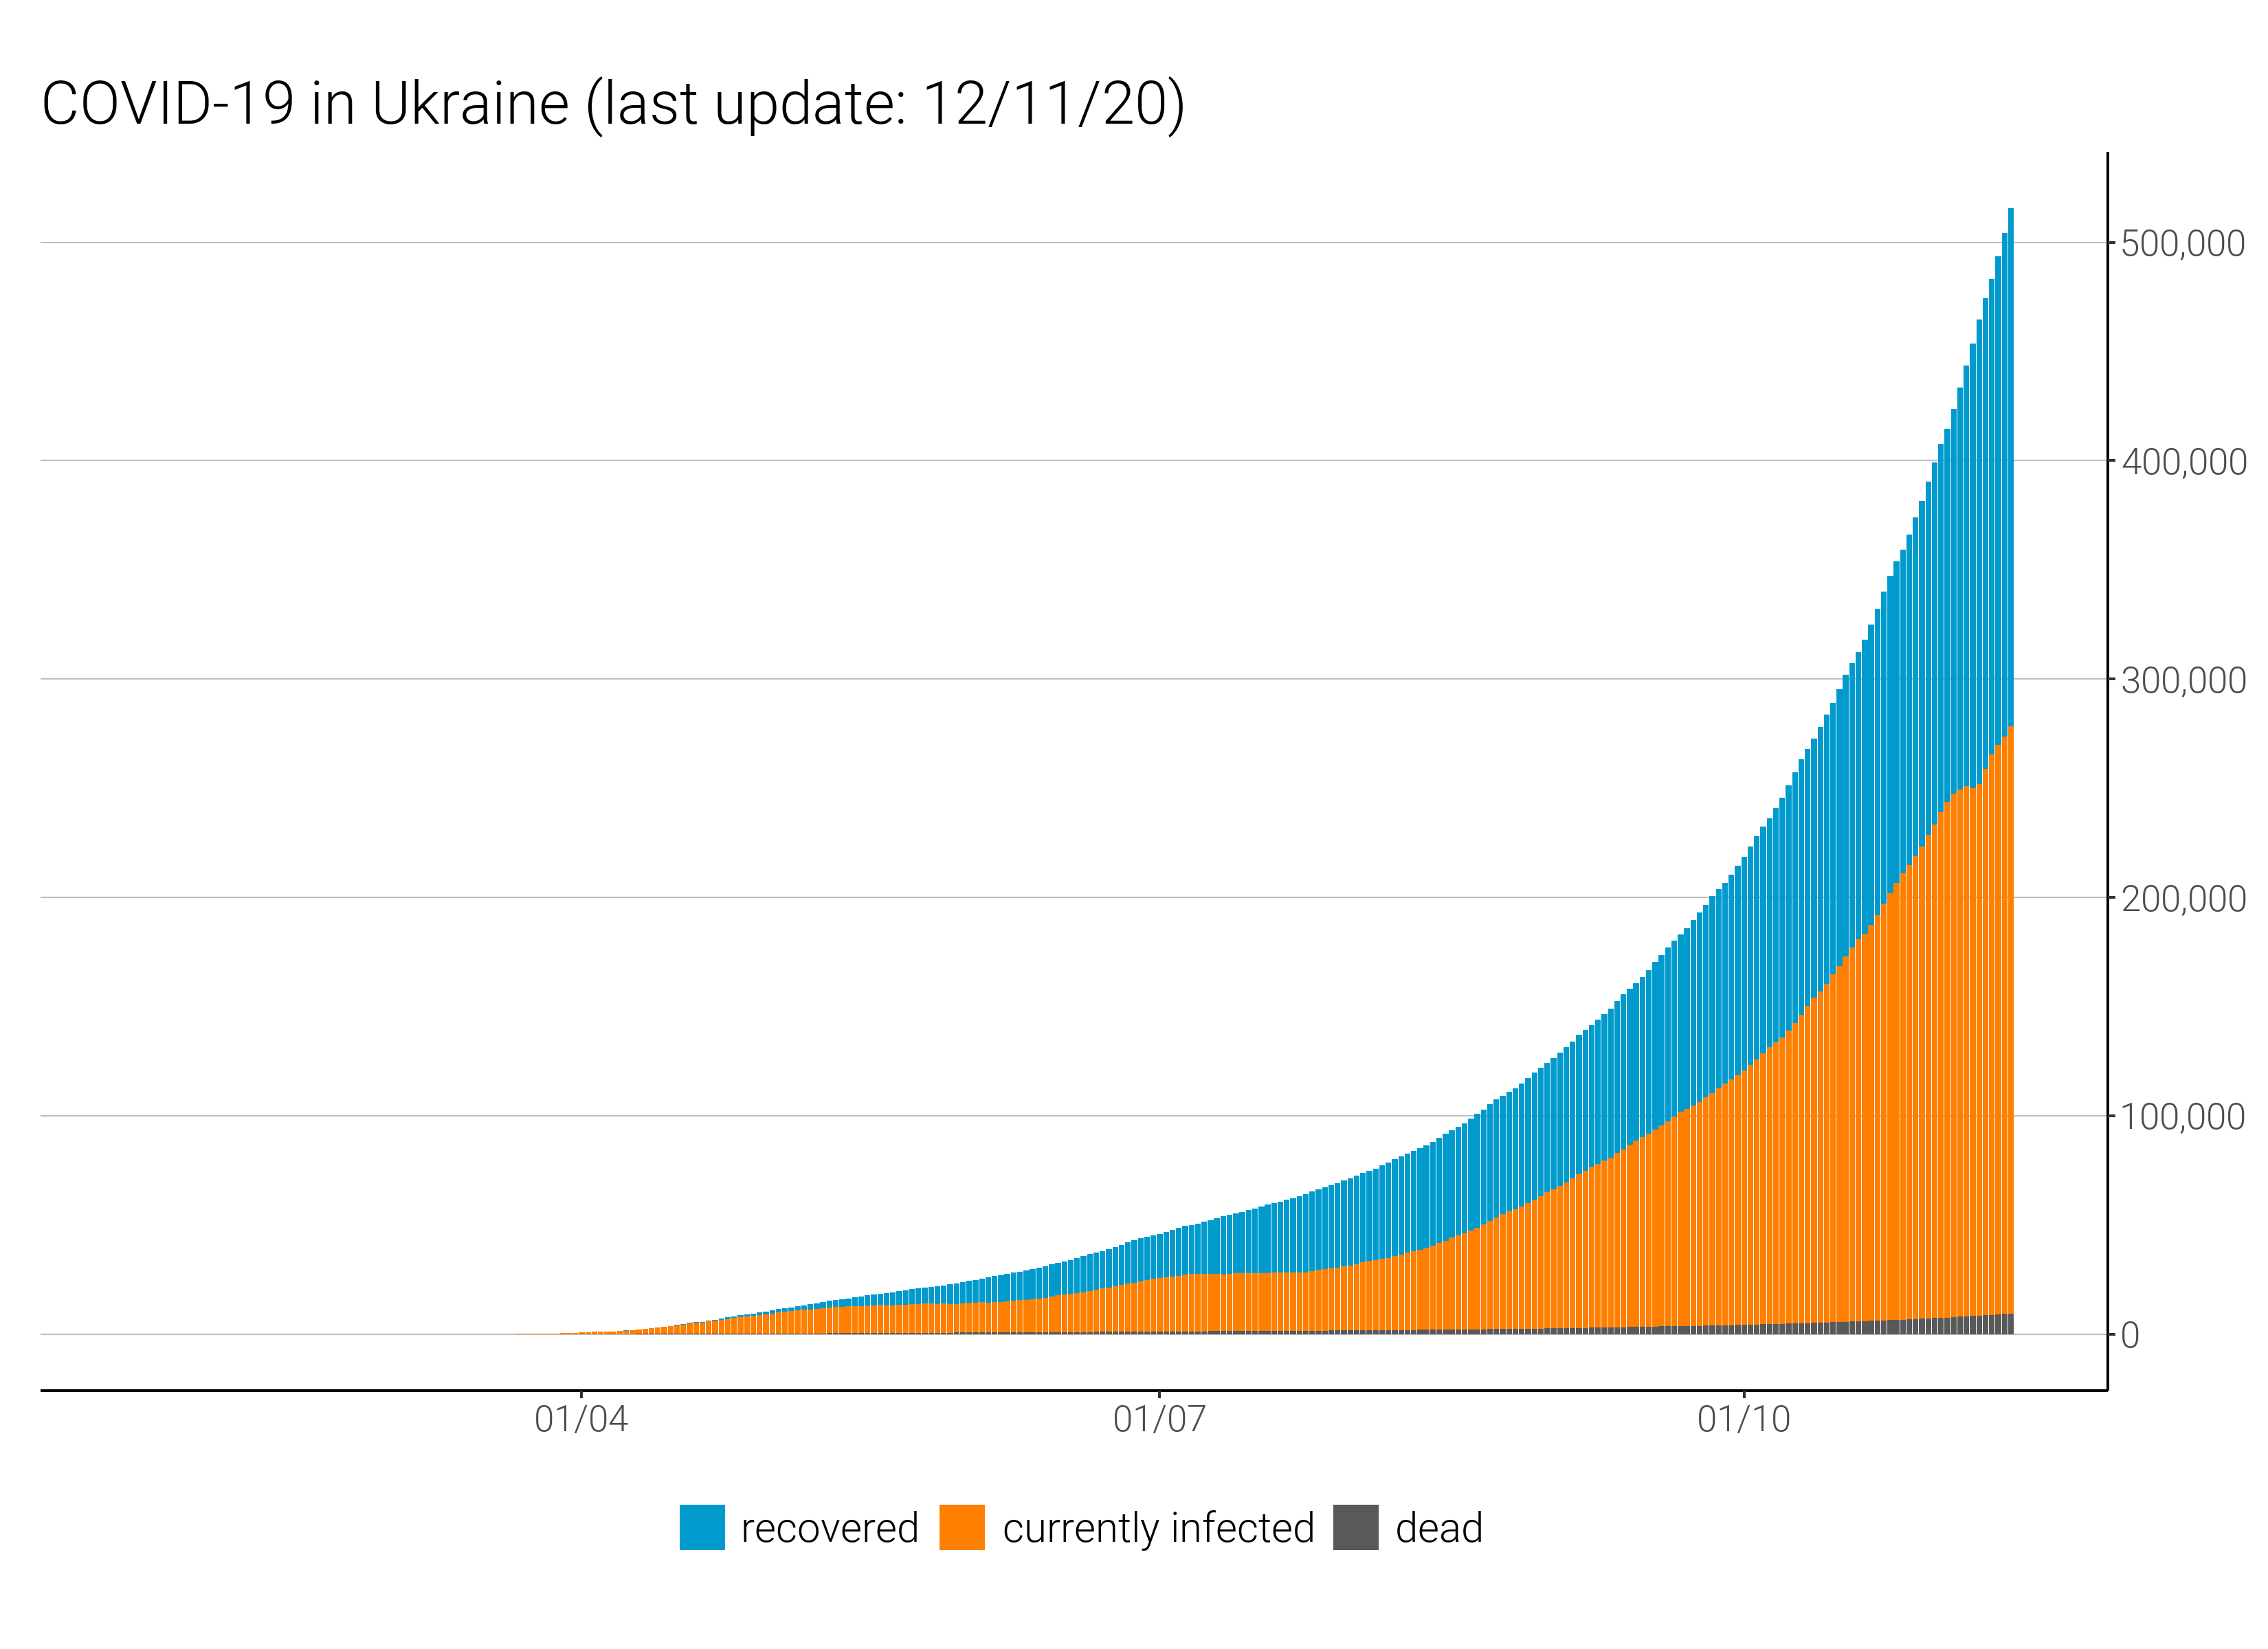 COVID-19 in Ukraine (last update: 12/11/20)
500,000
400,000
300,000
200,000
100,000
0
01/04 01/07 01/10
recovered currently infected dead